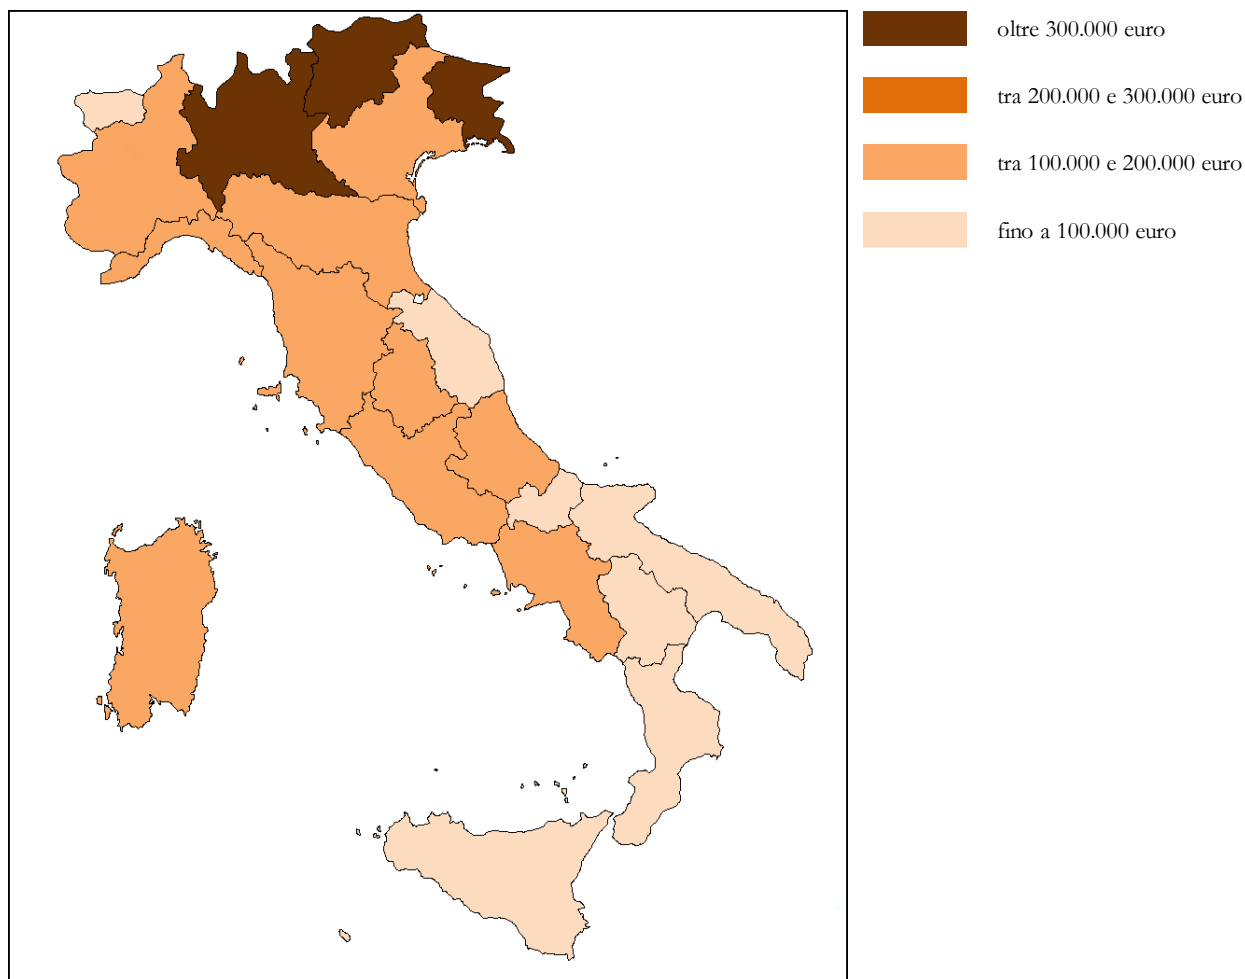 oltre 300.000 euro
tra 200.000 e 300.000 euro
tra 100.000 e 200.000 euro
fino a 100.000 euro